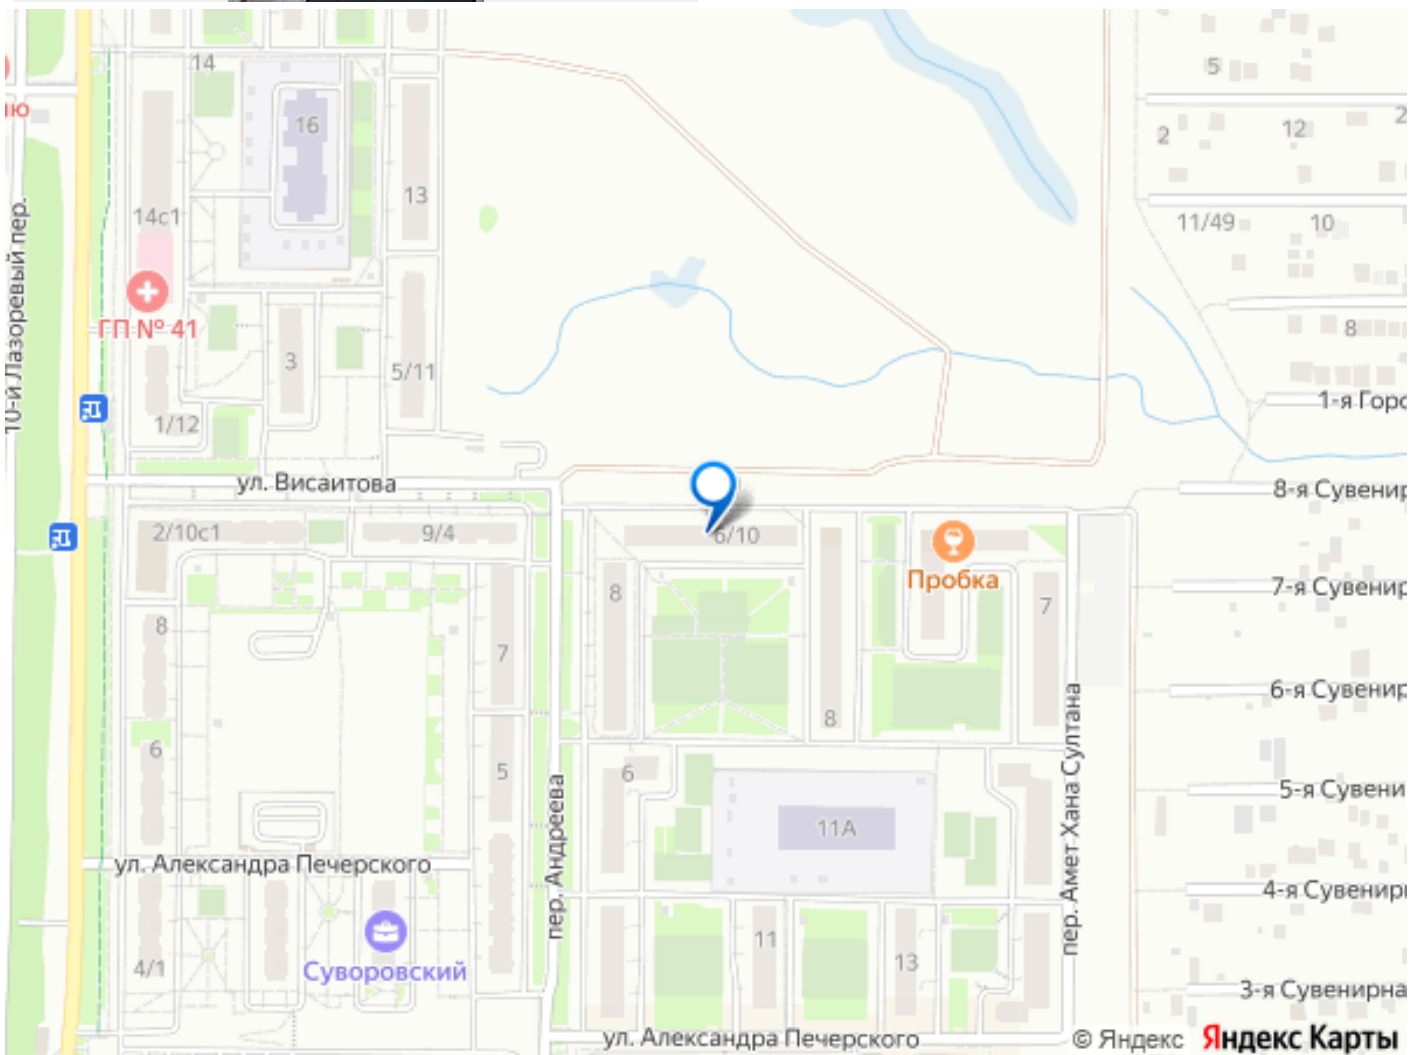 14
5
ю
16
2
12
2
13
14с1
11/49
10
10-й Лазоревый пер.
ГП № 41
3
5/11
8
1/12
1-я Горо
ул. Висаитова
8-я Сувенир
2/10с1
9/4
6/10
Пробка
7-я Сувенир
8
7
8
7
6-я Сувенир
8
6
5
6
пер. Андреева
пер. Амет-Хана Султана
5-я Сувени
11А
ул. Александра Печерского
4-я Сувенирн
4/1
Суворовский
11
13
3-я Сувенирна
ул. Александра Печерского
© Яндекс Яндекс Карты